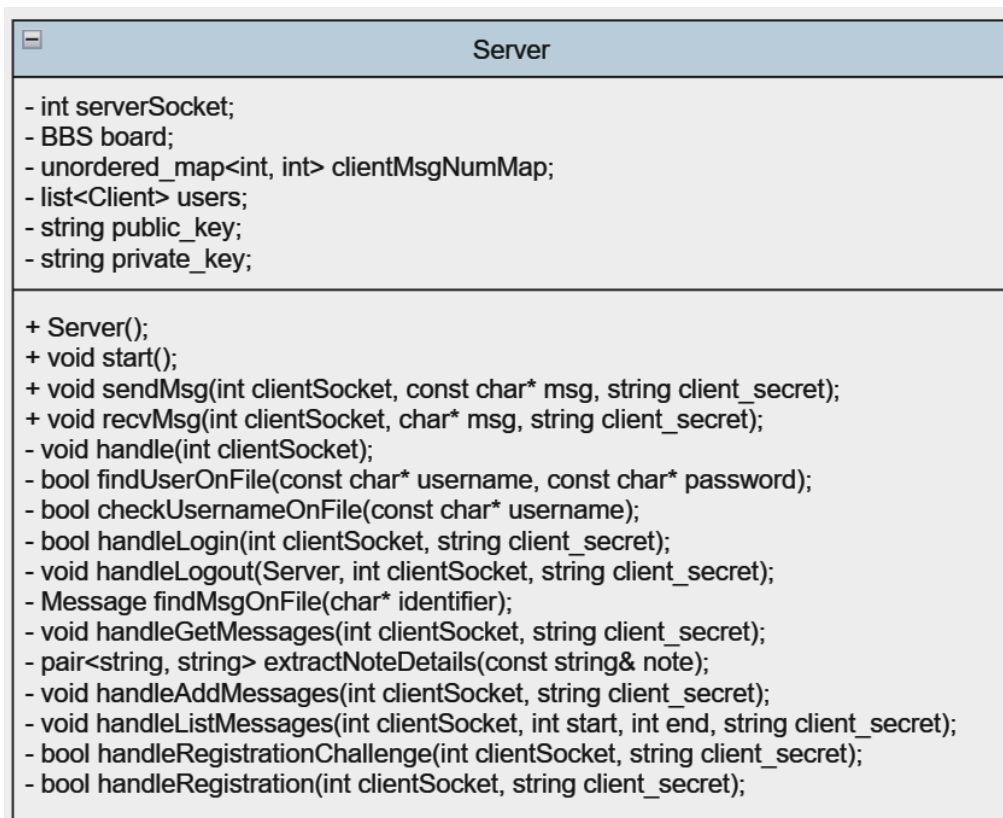 Server
- int serverSocket;
- BBS board;
- unordered_map<int, int> clientMsgNumMap;
- list<Client> users;
- string public_key;
- string private_key;
+ Server();
+ void start();
+ void sendMsg(int clientSocket, const char* msg, string client_secret);
+ void recvMsg(int clientSocket, char* msg, string client_secret);
- void handle(int clientSocket);
- bool findUserOnFile(const char* username, const char* password);
- bool checkUsernameOnFile(const char* username);
- bool handleLogin(int clientSocket, string client_secret);
- void handleLogout(Server, int clientSocket, string client_secret);
- Message findMsgOnFile(char* identifier);
- void handleGetMessages(int clientSocket, string client_secret);
- pair<string, string> extractNoteDetails(const string& note);
- void handleAddMessages(int clientSocket, string client_secret);
- void handleListMessages(int clientSocket, int start, int end, string client_secret);
- bool handleRegistrationChallenge(int clientSocket, string client_secret);
- bool handleRegistration(int clientSocket, string client_secret);